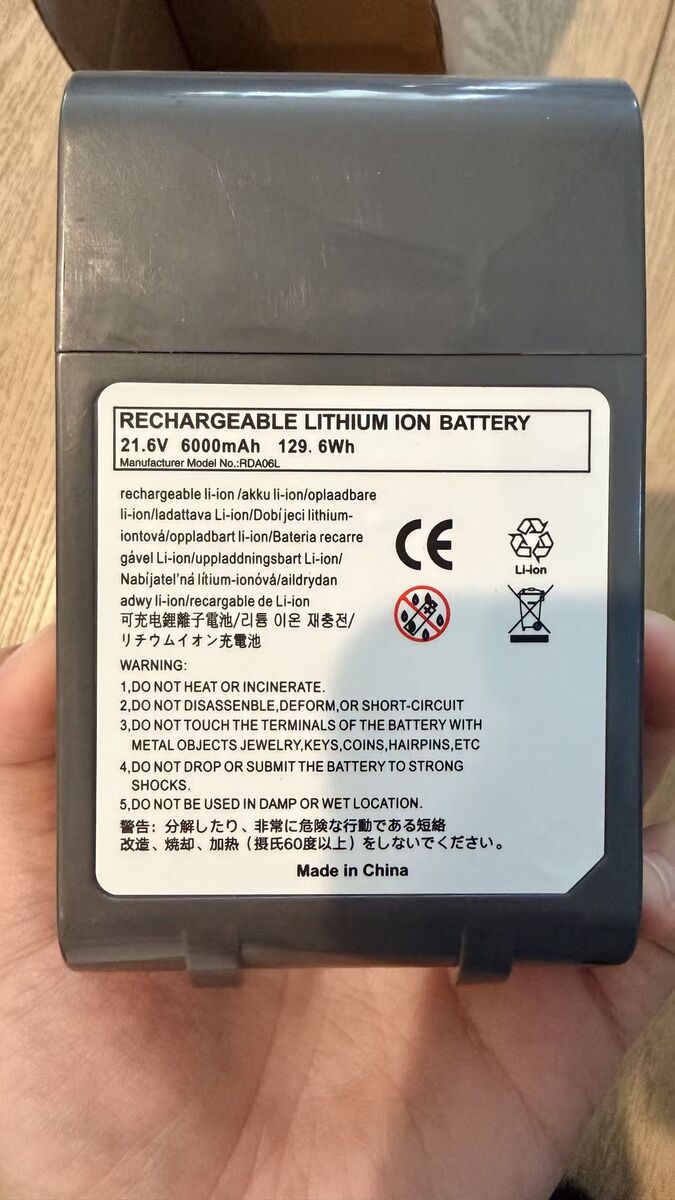 RECHARGEABLE LITHIUM ION BATTERY
21.6V 6000mAh 129. 6Wh
Manufacturer Model No.:RDA06L
rechargeable li-ion /akku li-ion/oplaadbare
li-ion/ladattava Li-ion/Dobí jeci lithium-
iontová/oppladbart li-ion/Bateria recarre
gável Li-ion/uppladdningsbart Li-ion/
Nabíjatel'ná lítium-ionóvá/aildrydan
adwy li-ion/recargable de Li-ion
可充电鋰離子電池/리튬 이온 재충전/
リチウムイオン充電池
CE
Li-ion
WARNING:
1,DO NOT HEAT OR INCINERATE.
2,DO NOT DISASSENBLE,DEFORM,OR SHORT-CIRCUIT
3,DO NOT TOUCH THE TERMINALS OF THE BATTERY WITH
METAL OBJECTS JEWELRY,KEYS,COINS,HAIRPINS,ETC
4,DO NOT DROP OR SUBMIT THE BATTERY TO STRONG
SHOCKS.
5,DO NOT BE USED IN DAMP OR WET LOCATION.
警告: 分解したり、非常に危険な行動である短絡
改造、焼却、加熱（摂氏60度以上）をしないでください。
Made in China